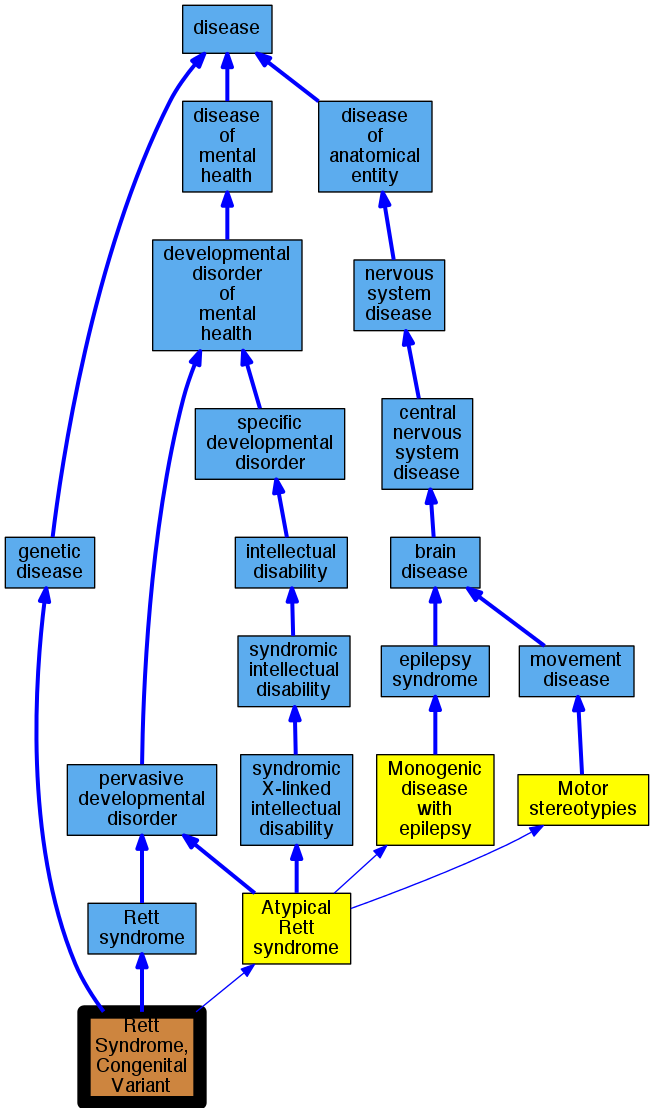 disease
disease
of
mental
health
disease
of
anatomical
entity
developmental
disorder
of
mental
health
nervous
system
disease
specific
developmental
disorder
central
nervous
system
disease
genetic
disease
intellectual
disability
brain
disease
syndromic
intellectual
disability
epilepsy
syndrome
movement
disease
pervasive
developmental
disorder
syndromic
X-linked
intellectual
disability
Monogenic
disease
with
epilepsy
Motor
stereotypies
Rett
syndrome
Atypical
Rett
syndrome
Rett
Syndrome,
Congenital
Variant